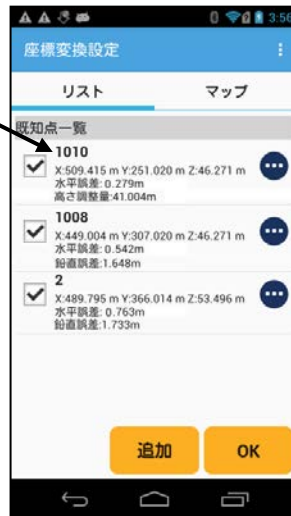 3:56
座標変換設定
リスト マップ
既知点一覧
1010
X:509.415 m Y:251.020 m Z:46.271 m
水平誤差: 0.279m
高さ調整量:41.004m
1008
X:449.004 m Y:307.020 m Z:46.271 m
水平誤差: 0.542m
鉛直誤差:1.648m
2
X:489.795 m Y:366.014 m Z:53.496 m
水平誤差: 0.763m
鉛直誤差:1.733m
追加 OK